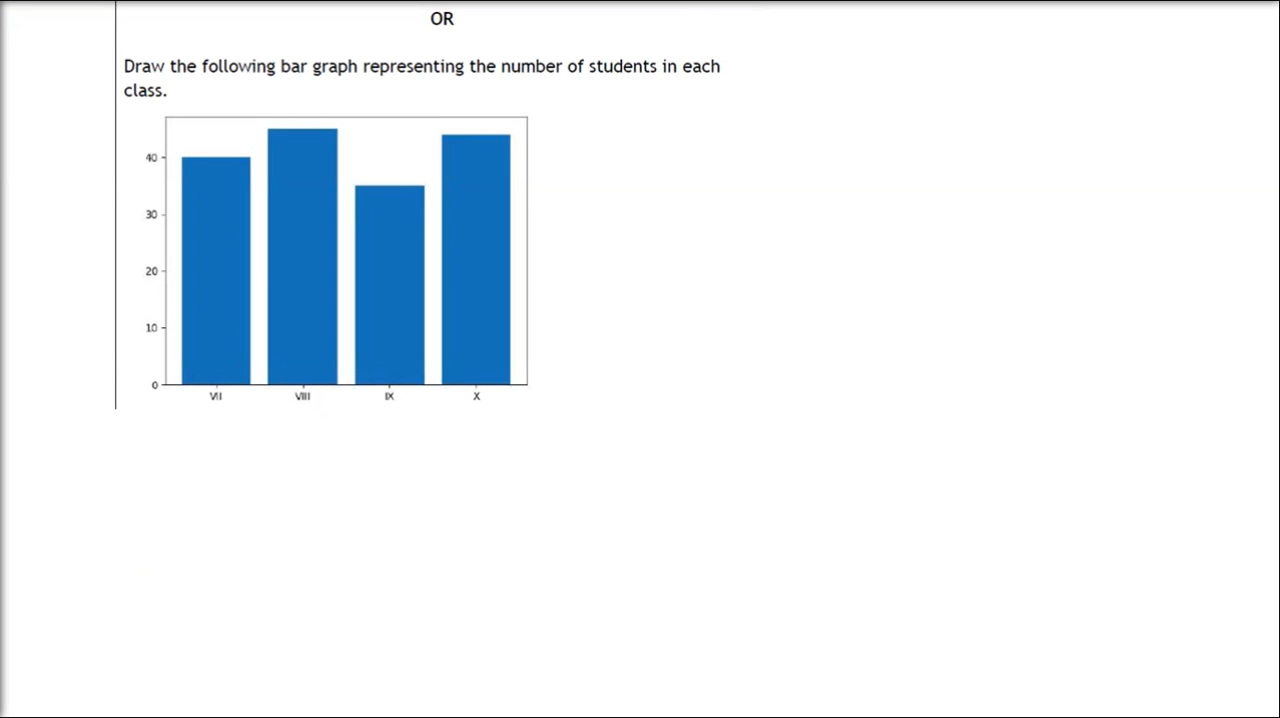 OR
Draw the following bar graph representing the number of students in each
class.
40
30
20
10
0
VII VIII IX X